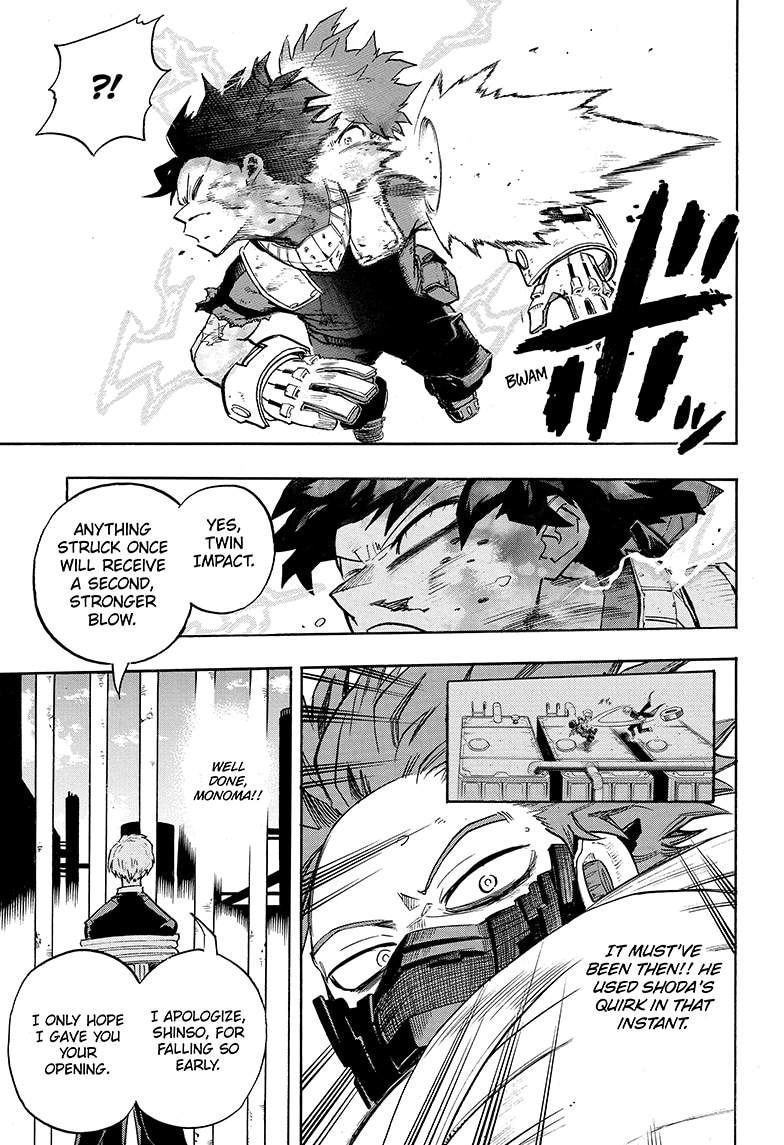 ?!
ボッ
BWAM
YES,
TWIN
IMPACT.
ANYTHING
STRUCK ONCE
WILL RECEIVE
A SECOND,
STRONGER
BLOW.
IT MUST'VE
BEEN THEN!! HE
USED SHODA'S
QUIRK IN THAT
INSTANT.
WELL
DONE,
MONOMA!!
I APOLOGIZE,
SHINSO, FOR
FALLING SO
EARLY.
I ONLY HOPE
I GAVE YOU
YOUR
OPENING.